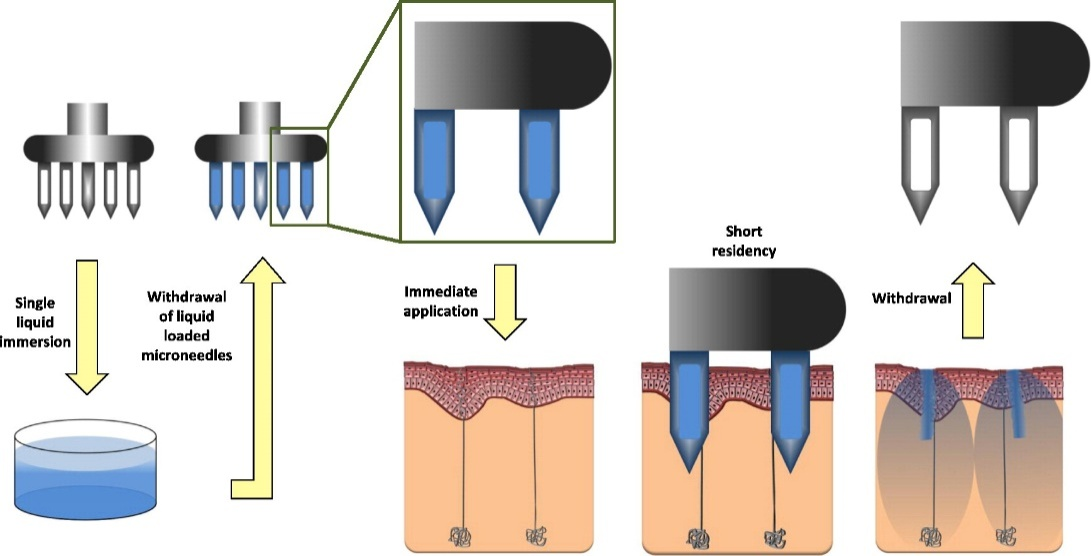 Single
liquid
immersion
Withdrawal
of liquid
loaded
microneedles
Immediate
application
Short
residency
Withdrawal